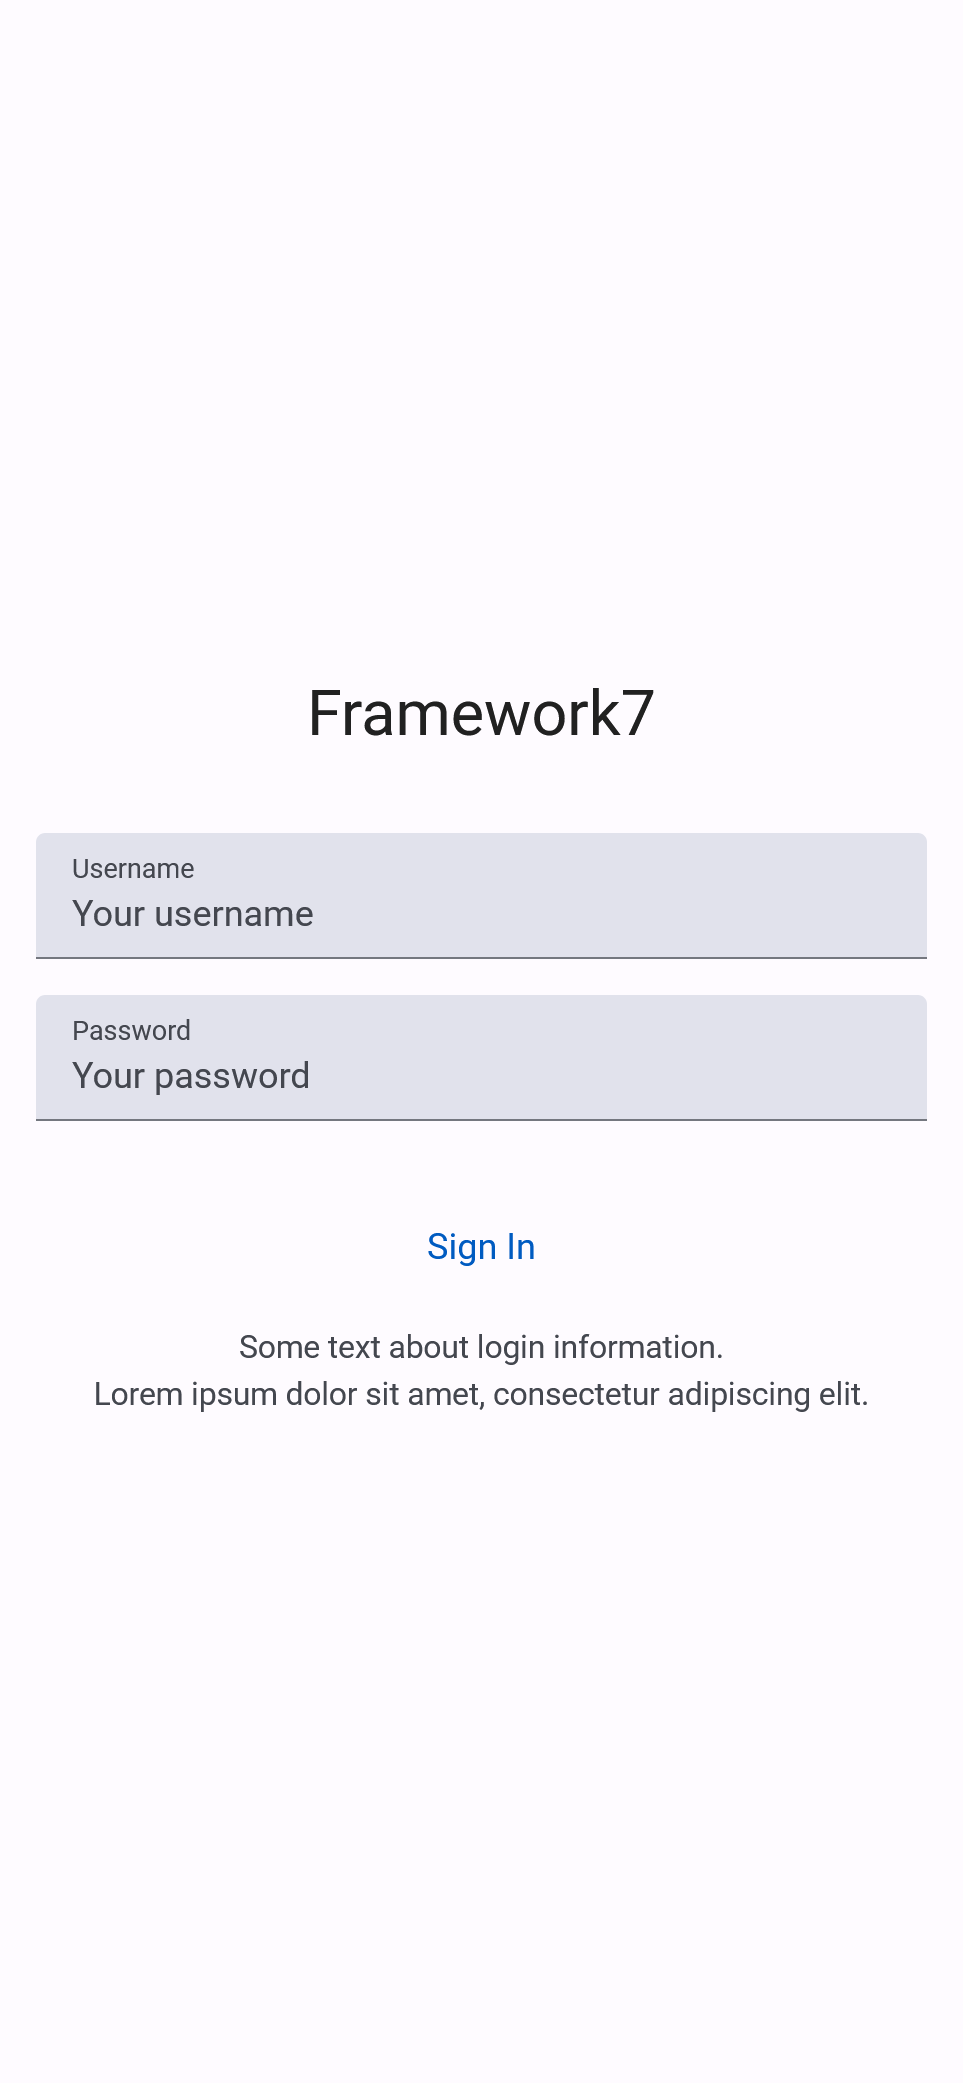 Framework7
Username
Your username
Password
Your password
Sign In
Some text about login information.
Lorem ipsum dolor sit amet, consectetur adipiscing elit.